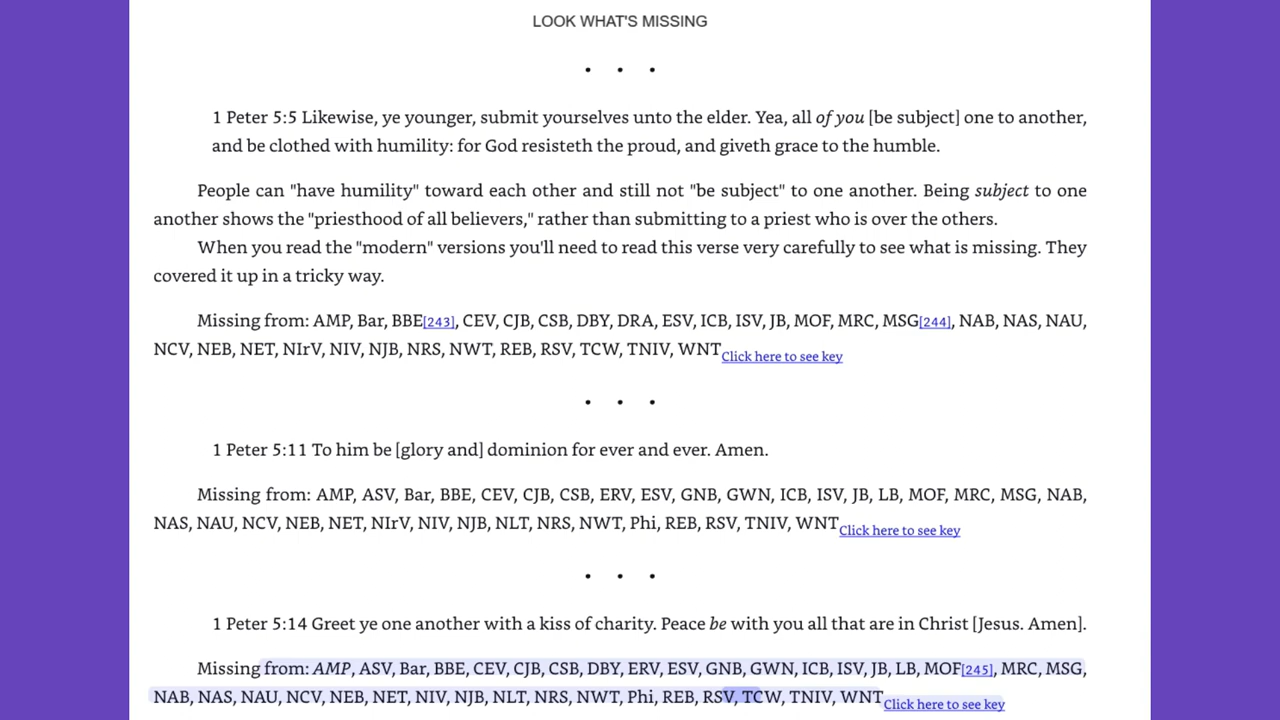 LOOK WHAT'S MISSING
• • •
1 Peter 5:5 Likewise, ye younger, submit yourselves unto the elder. Yea, all of you [be subject] one to another,
and be clothed with humility: for God resisteth the proud, and giveth grace to the humble.
People can "have humility" toward each other and still not "be subject" to one another. Being subject to one
another shows the "priesthood of all believers," rather than submitting to a priest who is over the others.
When you read the "modern" versions you'll need to read this verse very carefully to see what is missing. They
covered it up in a tricky way.
Missing from: AMP, Bar, BBE[243], CEV, CJB, CSB, DBY, DRA, ESV, ICB, ISV, JB, MOF, MRC, MSG[244], NAB, NAS, NAU,
NCV, NEB, NET, NIrV, NIV, NJB, NRS, NWT, REB, RSV, TCW, TNIV, WNT Click here to see key
• • •
1 Peter 5:11 To him be [glory and] dominion for ever and ever. Amen.
Missing from: AMP, ASV, Bar, BBE, CEV, CJB, CSB, ERV, ESV, GNB, GWN, ICB, ISV, JB, LB, MOF, MRC, MSG, NAB,
NAS, NAU, NCV, NEB, NET, NIrV, NIV, NJB, NLT, NRS, NWT, Phi, REB, RSV, TNIV, WNT Click here to see key
• • •
1 Peter 5:14 Greet ye one another with a kiss of charity. Peace be with you all that are in Christ [Jesus. Amen].
Missing from: AMP, ASV, Bar, BBE, CEV, CJB, CSB, DBY, ERV, ESV, GNB, GWN, ICB, ISV, JB, LB, MOF[245], MRC, MSG,
NAB, NAS, NAU, NCV, NEB, NET, NIV, NJB, NLT, NRS, NWT, Phi, REB, RSV, TCW, TNIV, WNT Click here to see key